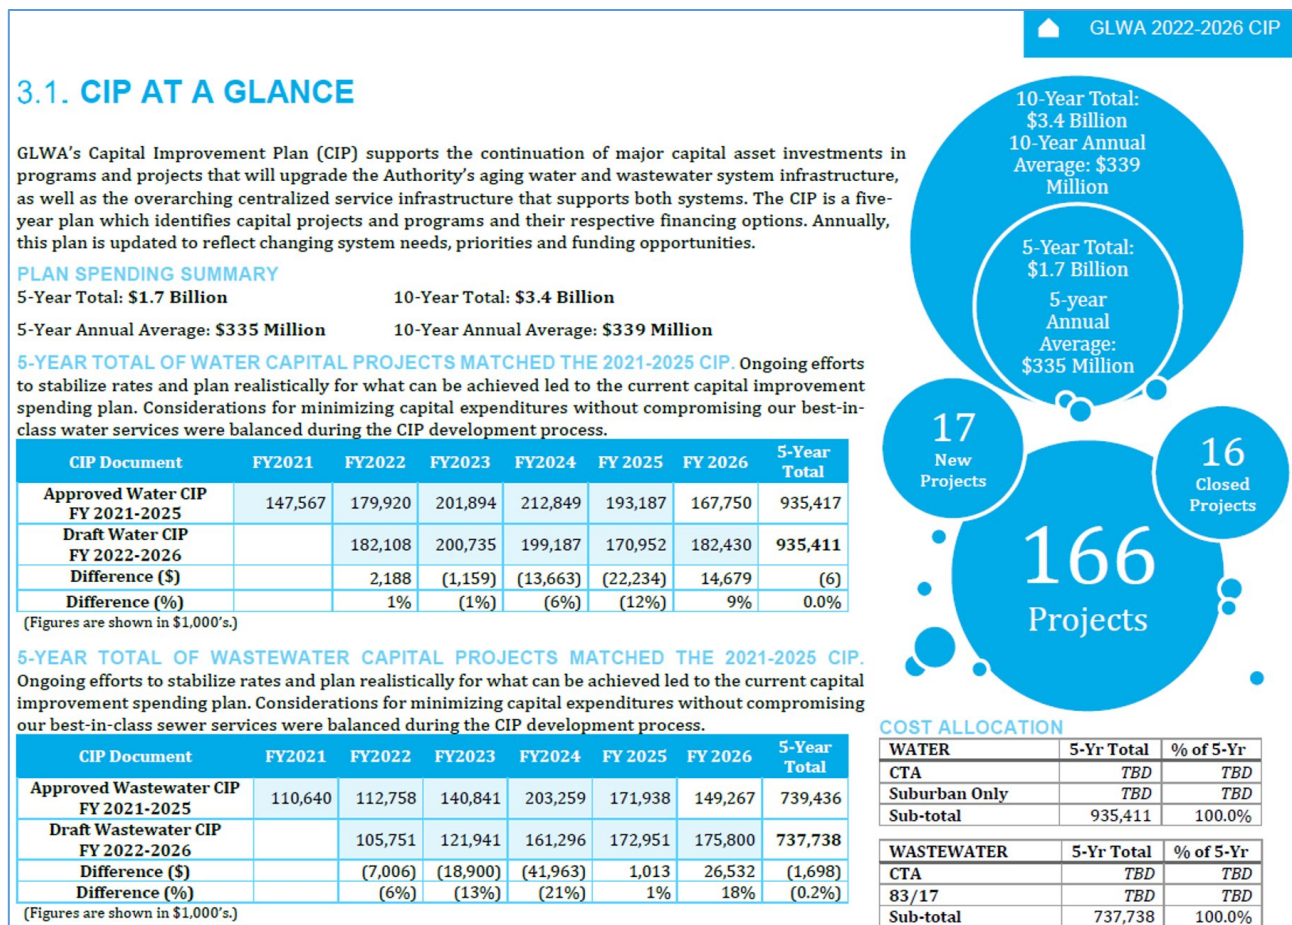 GLWA 2022-2026 CIP
3.1. CIP AT A GLANCE
GLWA's Capital Improvement Plan (CIP) supports the continuation of major capital asset investments in
programs and projects that will upgrade the Authority's aging water and wastewater system infrastructure,
as well as the overarching centralized service infrastructure that supports both systems. The CIP is a five-
year plan which identifies capital projects and programs and their respective financing options. Annually,
this plan is updated to reflect changing system needs, priorities and funding opportunities.
PLAN SPENDING SUMMARY
5-Year Total: $1.7 Billion 10-Year Total: $3.4 Billion
5-Year Annual Average: $335 Million 10-Year Annual Average: $339 Million
5-YEAR TOTAL OF WATER CAPITAL PROJECTS MATCHED THE 2021-2025 CIP. Ongoing efforts
to stabilize rates and plan realistically for what can be achieved led to the current capital improvement
spending plan. Considerations for minimizing capital expenditures without compromising our best-in-
class water services were balanced during the CIP development process.
CIP Document FY2021 FY2022 FY2023 FY2024 FY 2025 FY 2026 5-Year
Total
Approved Water CIP
FY 2021-2025 147,567 179,920 201,894 212,849 193,187 167,750 935,417
Draft Water CIP
FY 2022-2026 182,108 200,735 199,187 170,952 182,430 935,411
Difference ($) 2,188 (1,159) (13,663) (22,234) 14,679 (6)
Difference (%) 1% (1%) (6%) (12%) 9% 0.0%
(Figures are shown in $1,000's.)
5-YEAR TOTAL OF WASTEWATER CAPITAL PROJECTS MATCHED THE 2021-2025 CIP.
Ongoing efforts to stabilize rates and plan realistically for what can be achieved led to the current capital
improvement spending plan. Considerations for minimizing capital expenditures without compromising
our best-in-class sewer services were balanced during the CIP development process.
CIP Document FY2021 FY2022 FY2023 FY2024 FY 2025 FY 2026 5-Year
Total
Approved Wastewater CIP
FY 2021-2025 110,640 112,758 140,841 203,259 171,938 149,267 739,436
Draft Wastewater CIP
FY 2022-2026 105,751 121,941 161,296 172,951 175,800 737,738
Difference ($) (7,006) (18,900) (41,963) 1,013 26,532 (1,698)
Difference (%) (6%) (13%) (21%) 1% 18% (0.2%)
(Figures are shown in $1,000's.)
10-Year Total:
$3.4 Billion
10-Year Annual
Average: $339
Million
5-Year Total:
$1.7 Billion
5-year
Annual
Average:
$335 Million
17
New
Projects
16
Closed
Projects
166
Projects
COST ALLOCATION
WATER 5-Yr Total % of 5-Yr
CTA TBD TBD
Suburban Only TBD TBD
Sub-total 935,411 100.0%
WASTEWATER 5-Yr Total % of 5-Yr
CTA TBD TBD
83/17 TBD TBD
Sub-total 737,738 100.0%